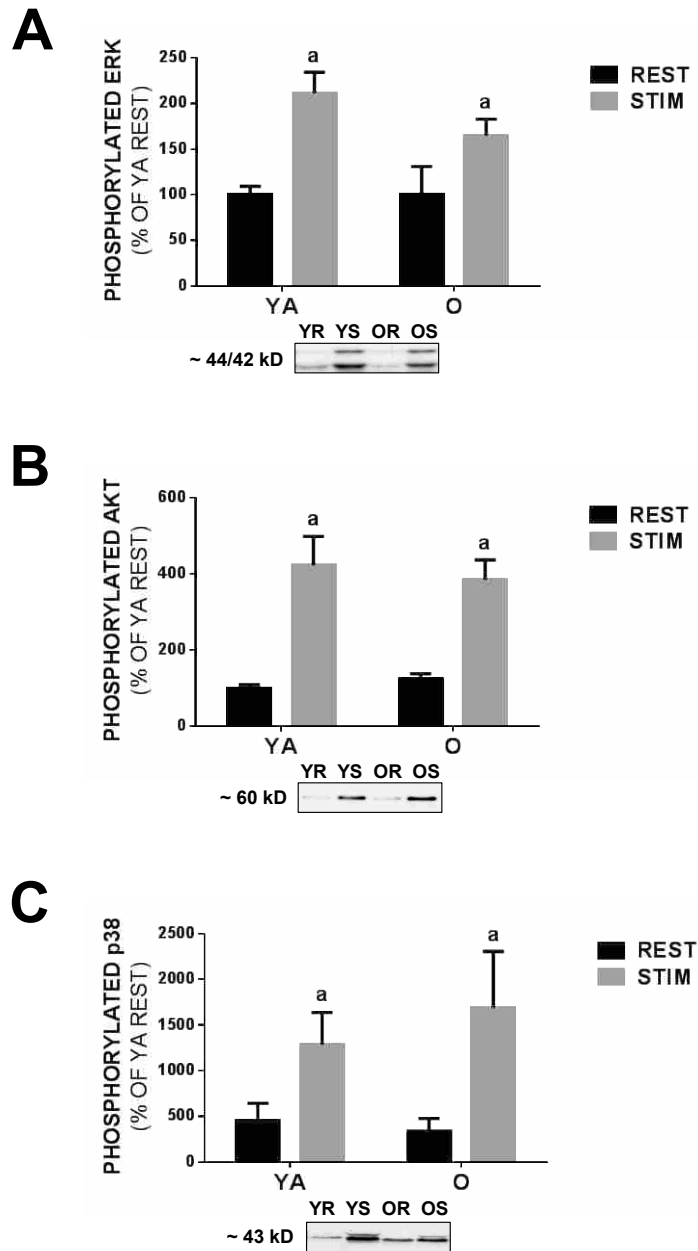 A
PHOSPHORYLATED ERK
(% OF YA REST)
250
200
150
100
50
0
a
a
REST
STIM
YA O
YR YS OR OS
~ 44/42 kD
B
PHOSPHORYLATED AKT
(% OF YA REST)
600
400
200
0
a
a
REST
STIM
YA O
YR YS OR OS
~ 60 kD
C
PHOSPHORYLATED p38
(% OF YA REST)
2500
2000
1500
1000
500
0
a
a
REST
STIM
YA O
YR YS OR OS
~ 43 kD